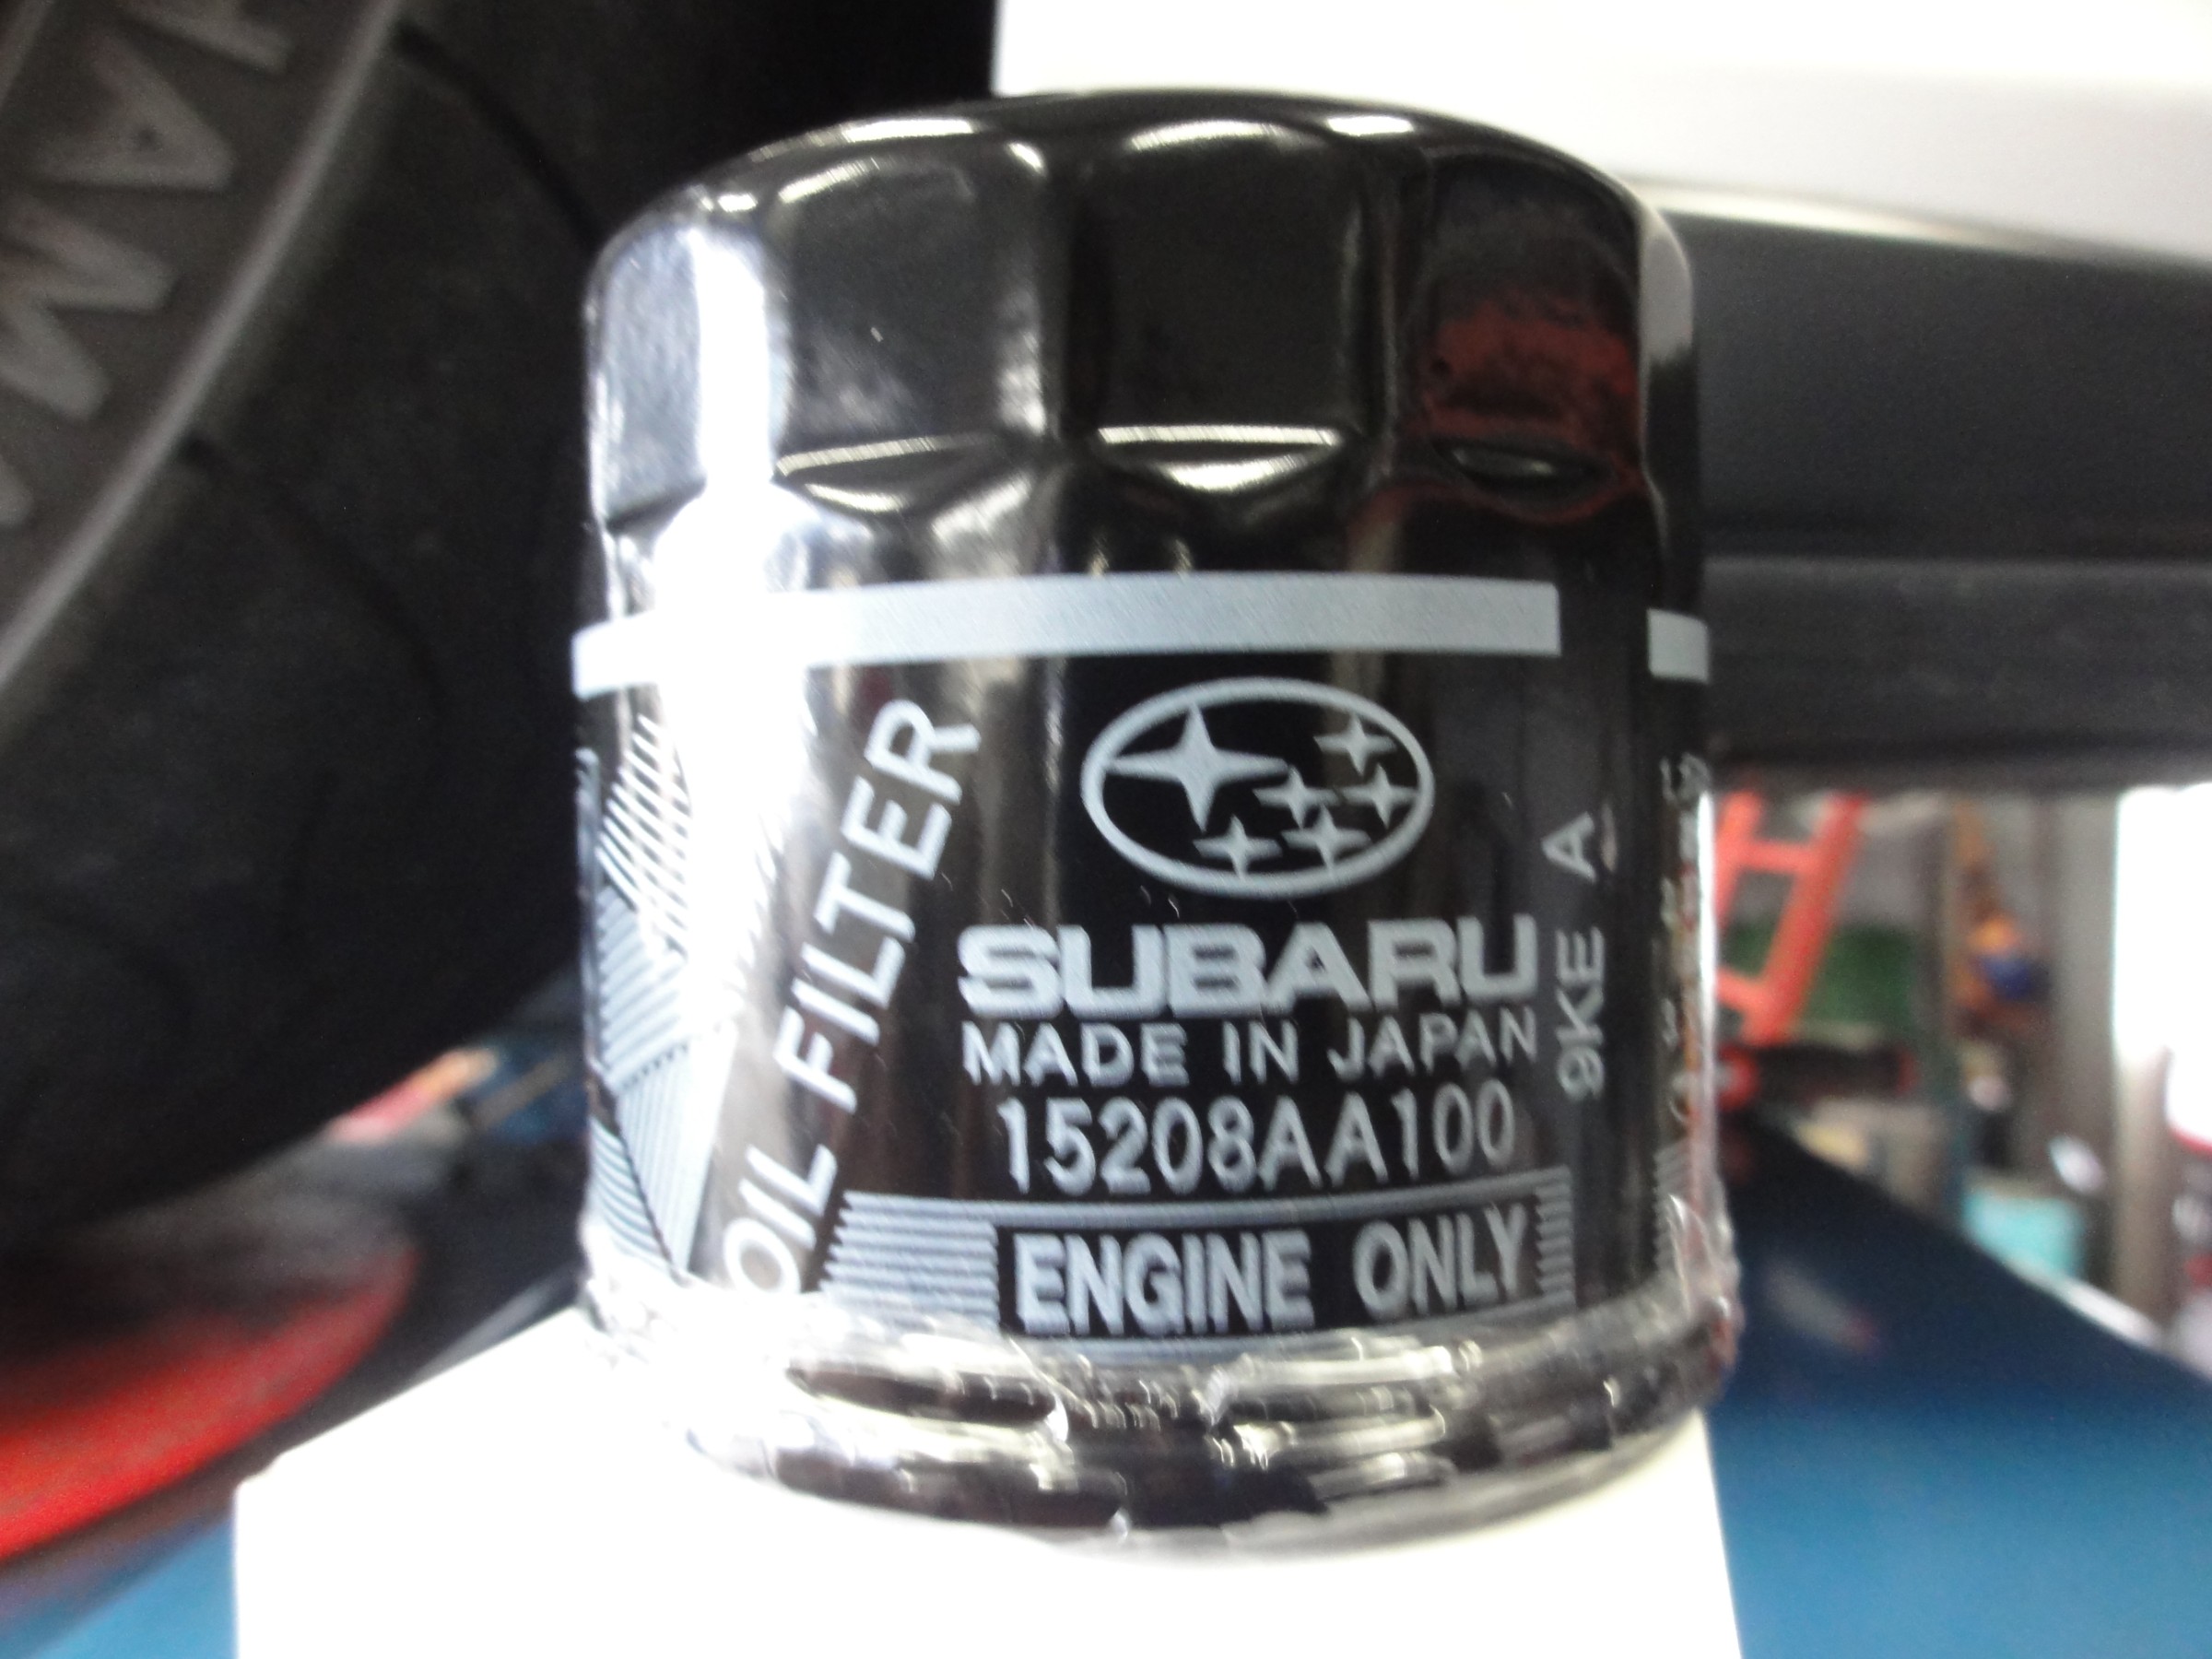 OIL FILTER
SUBARU
MADE IN JAPAN
15208AA100
ENGINE ONLY
9KE A